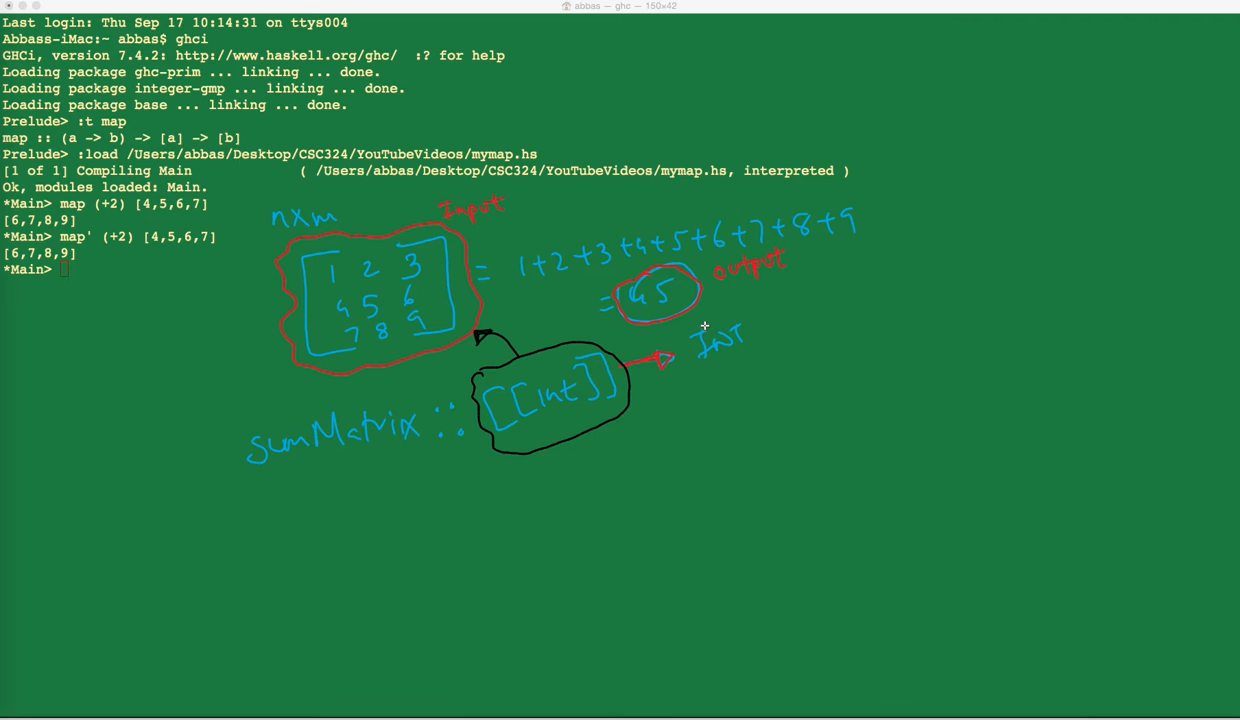 abbas — ghc — 150×42
Last login: Thu Sep 17 10:14:31 on ttys004
Abbass-iMac:~ abbas$ ghci
GHCi, version 7.4.2: http://www.haskell.org/ghc/  :? for help
Loading package ghc-prim ... linking ... done.
Loading package integer-gmp ... linking ... done.
Loading package base ... linking ... done.
Prelude> :t map
map :: (a -> b) -> [a] -> [b]
Prelude> :load /Users/abbas/Desktop/CSC324/YouTubeVideos/mymap.hs
[1 of 1] Compiling Main             ( /Users/abbas/Desktop/CSC324/YouTubeVideos/mymap.hs, interpreted )
Ok, modules loaded: Main.
*Main> map (+2) [4,5,6,7]
[6,7,8,9]
*Main> map' (+2) [4,5,6,7]
[6,7,8,9]
*Main>
nxm
Input
1 2 3
4 5 6
7 8 9
= 1+2+3+4+5+6+7+8+9
= 45
output
sumMatrix :: [[Int]] → INT